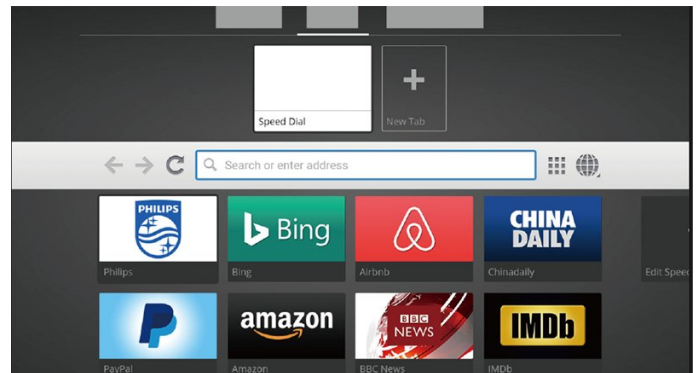 Speed Dial
New Tab
Search or enter address
PHILIPS
Bing
CHINA
DAILY
Philips
Bing
Airbnb
Chinadaily
Edit Speed
amazon
BBC
NEWS
IMDb
PayPal
Amazon
BBC News
IMDb